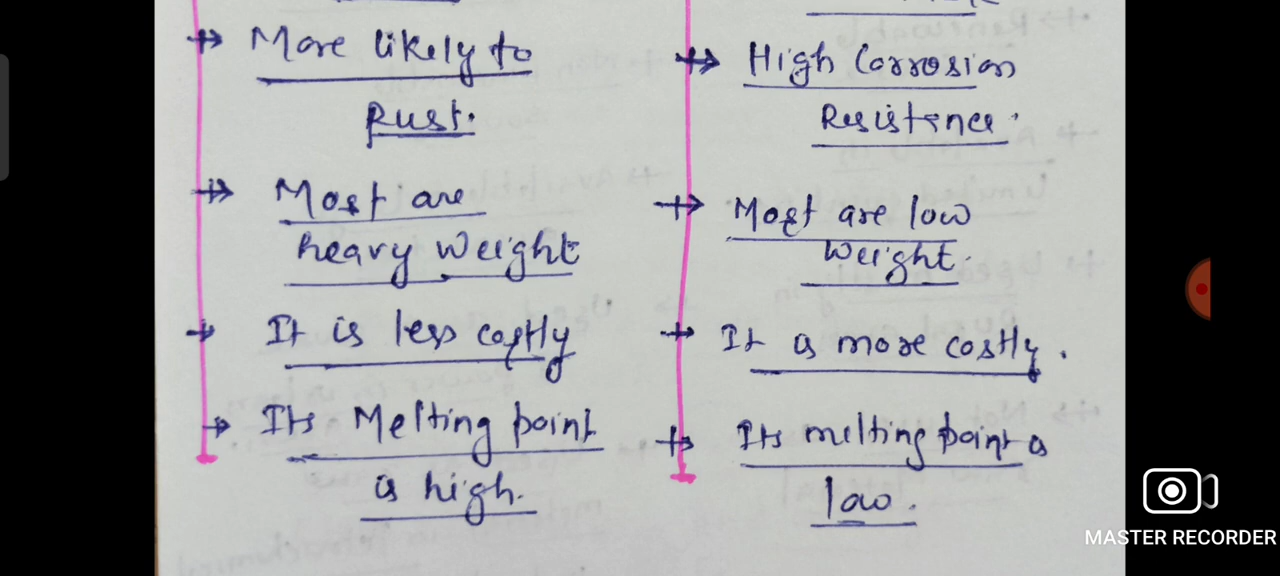 More likely to
Rust.
Most are
heavy weight
It is less costly
Its Melting point
is high.
High Corrosion
Resistence.
Most are low
weight.
It is more costly.
Its melting point is
low.
MASTER RECORDER